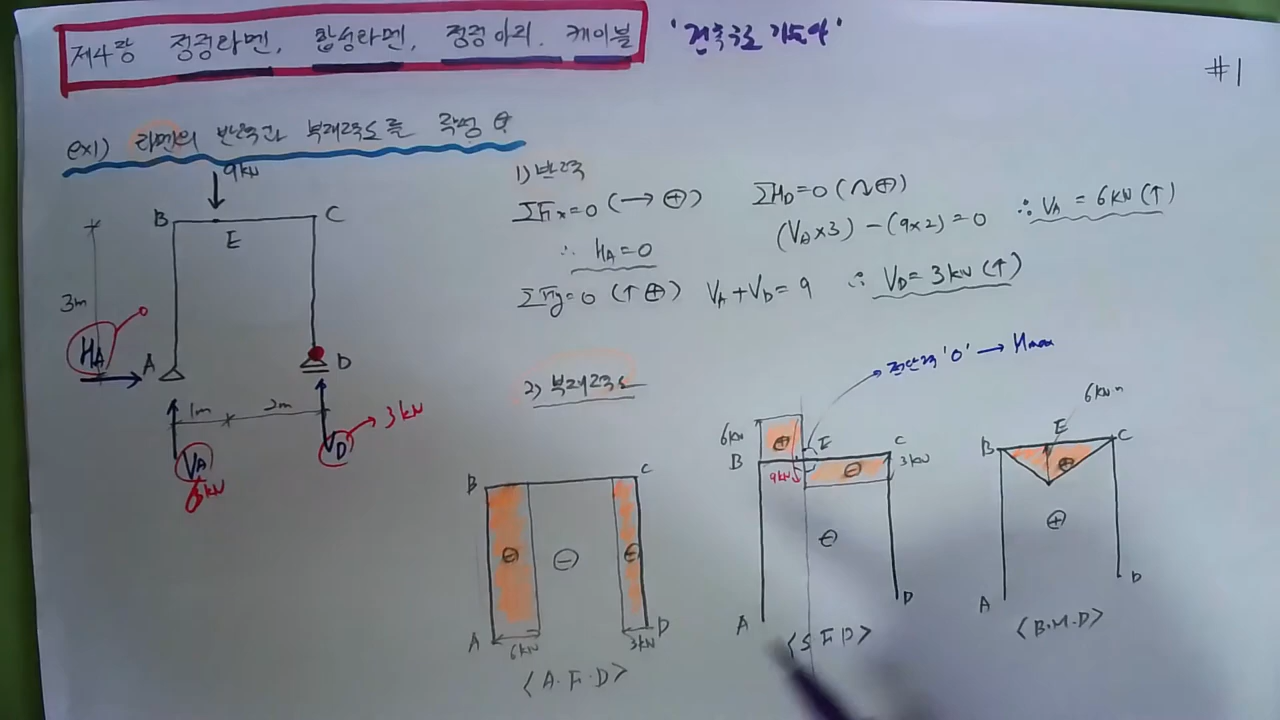 제4장 정정라멘, 합성라멘, 정정아치, 케이블
'건축구조 기술사'
#1
ex1) 라멘의 반력과 부재력도를 작성
9kN
B
C
E
3m
HA
0
A
D
1m
2m
3kN
VD
VA
6kN
1) 반력
ΣFx=0 (→ ⊕)
∴ HA=0
ΣFy=0 (↑ ⊕) VA+VD=9 ∴ VD=3kN(↑)
ΣMD=0 (⊕)
(VA×3)-(9×2)=0 ∴ VA=6kN(↑)
2) 부재력도
B
C
⊖ ⊖ ⊖
A
D
6kN
3kN
<A.F.D>
전단력 '0' → Mmax
6kN
⊕
E
C
B
9kN
⊖
3kN
⊖
A
D
<S.F.D>
6kN·m
B
E
C
⊕
⊕
A
D
<B.M.D>